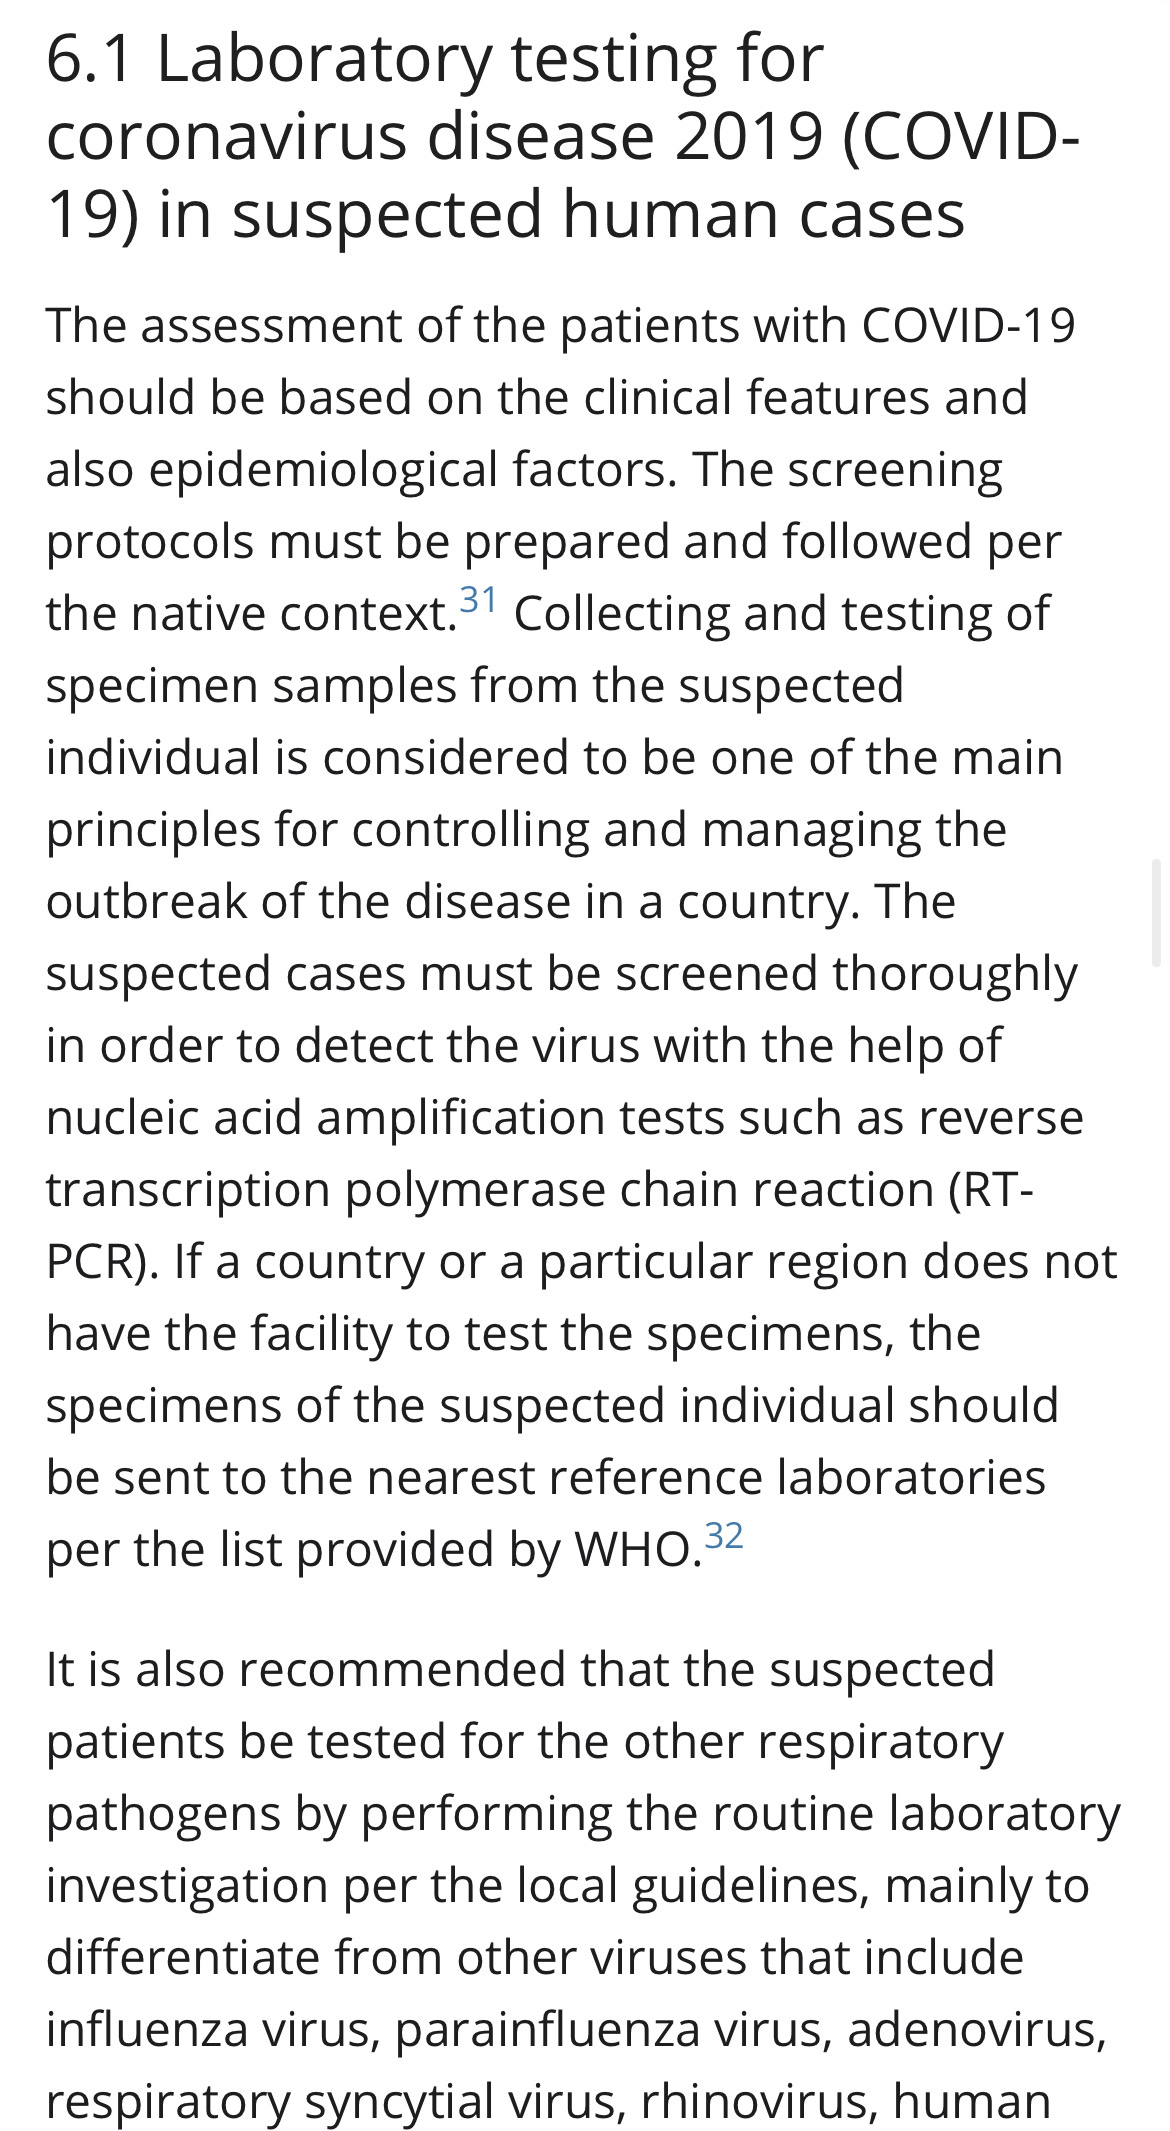 6.1 Laboratory testing for
coronavirus disease 2019 (COVID-
19) in suspected human cases
The assessment of the patients with COVID-19
should be based on the clinical features and
also epidemiological factors. The screening
protocols must be prepared and followed per
the native context.31 Collecting and testing of
specimen samples from the suspected
individual is considered to be one of the main
principles for controlling and managing the
outbreak of the disease in a country. The
suspected cases must be screened thoroughly
in order to detect the virus with the help of
nucleic acid amplification tests such as reverse
transcription polymerase chain reaction (RT-
PCR). If a country or a particular region does not
have the facility to test the specimens, the
specimens of the suspected individual should
be sent to the nearest reference laboratories
per the list provided by WHO.32
It is also recommended that the suspected
patients be tested for the other respiratory
pathogens by performing the routine laboratory
investigation per the local guidelines, mainly to
differentiate from other viruses that include
influenza virus, parainfluenza virus, adenovirus,
respiratory syncytial virus, rhinovirus, human